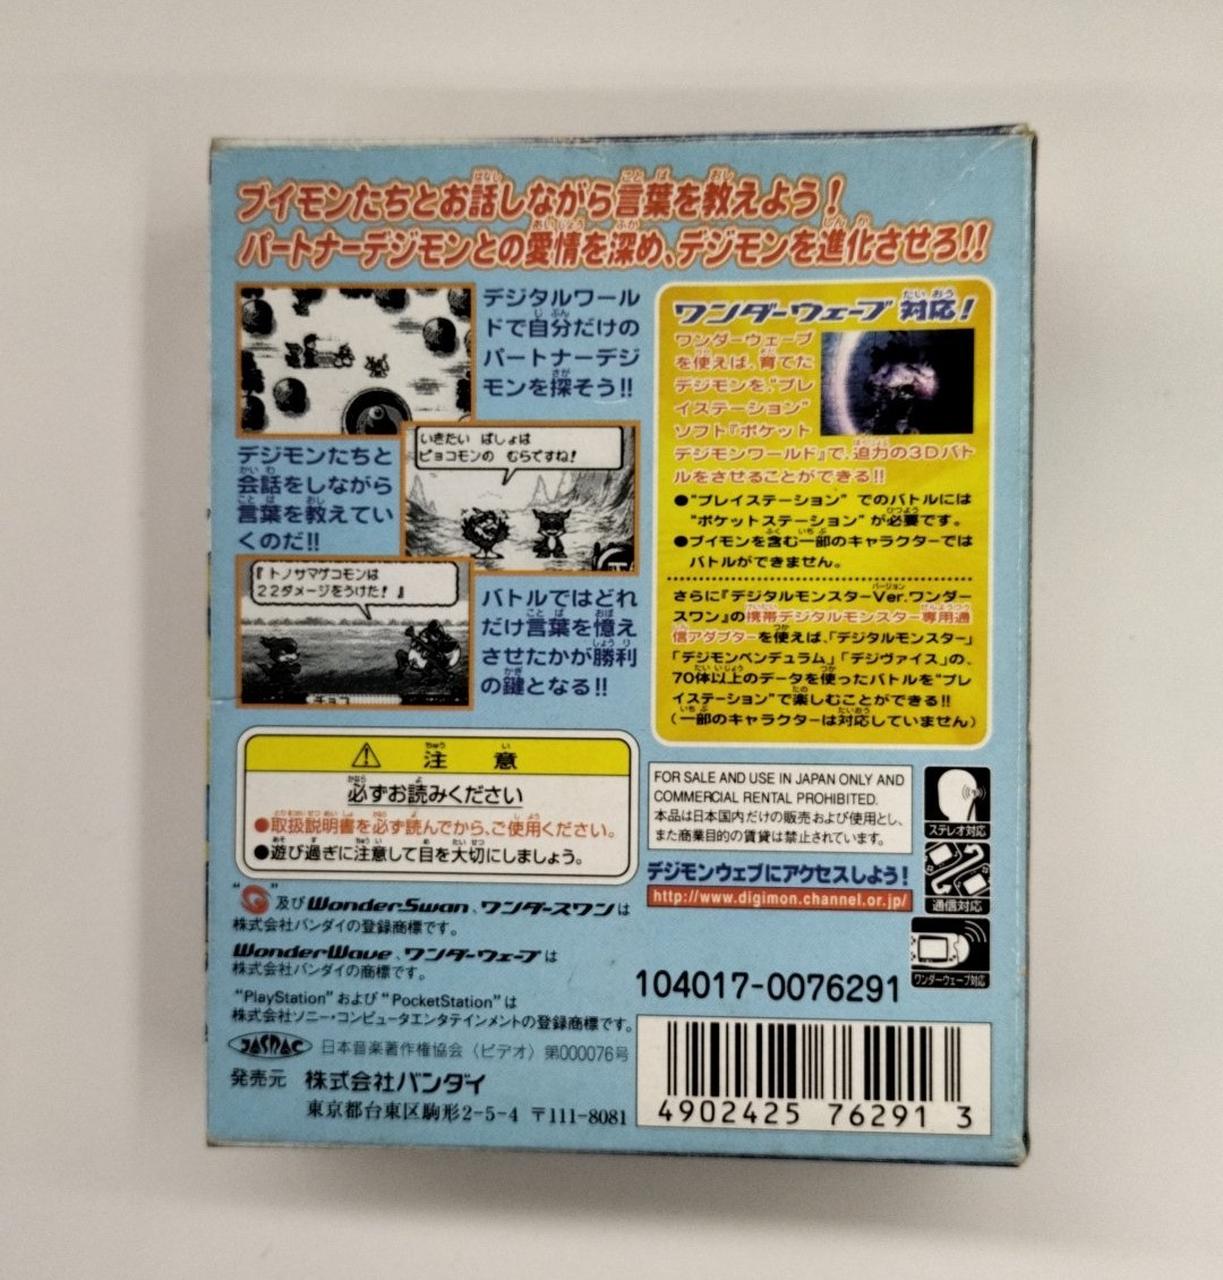 ブイモンたちとお話しながら言葉を教えよう!
パートナーデジモンとの愛情を深め、デジモンを進化させろ!!
デジタルワール
ドで自分だけの
パートナーデジ
モンを探そう!!
いきたい ばしょは
ピョコモンの むらですね!
デジモンたちと
会話をしながら
言葉を教えてい
くのだ!!
『トノサマゲコモンは
22ダメージをうけた! 』
チョコ
バトルではどれ
だけ言葉を憶え
させたかが勝利
の鍵となる!!
ワンダーウェーブ対応!
ワンダーウェーブ
を使えば、育てた
デジモンを、“プレ
イステーション”
ソフト『ポケット
デジモンワールド』で、迫力の3Dバト
ルをさせることができる!!
●“プレイステーション” でのバトルには
“ポケットステーション” が必要です。
●ブイモンを含む一部のキャラクターでは
バトルができません。
さらに『デジタルモンスターVer.ワンダー
スワン』の携帯デジタルモンスター専用通
信アダプターを使えば、「デジタルモンスター」
「デジモンペンデュラム」「デジヴァイス」の、
70体以上のデータを使ったバトルを“プレ
イステーション”で楽しむことができる!!
(一部のキャラクターは対応していません)
注 意
必ずお読みください
●取扱説明書を必ず読んでから、ご使用ください。
●遊び過ぎに注意して目を大切にしましょう。
FOR SALE AND USE IN JAPAN ONLY AND
COMMERCIAL RENTAL PROHIBITED.
本品は日本国内だけの販売および使用とし、
また商業目的の賃貸は禁止されています。
デジモンウェブにアクセスしよう!
http://www.digimon.channel.or.jp/
ステレオ対応
通信対応
ワンダーウェーブ対応
“ ”及びWonderSwan、ワンダースワンは
株式会社バンダイの登録商標です。
WonderWave、ワンダーウェーブは
株式会社バンダイの商標です。
“PlayStation” および “PocketStation” は
株式会社ソニー・コンピュータエンタテインメントの登録商標です。
JASRAC 日本音楽著作権協会(ビデオ)第000076号
発売元 株式会社バンダイ
東京都台東区駒形2-5-4 〒111-8081
104017-0076291
4902425 76291 3